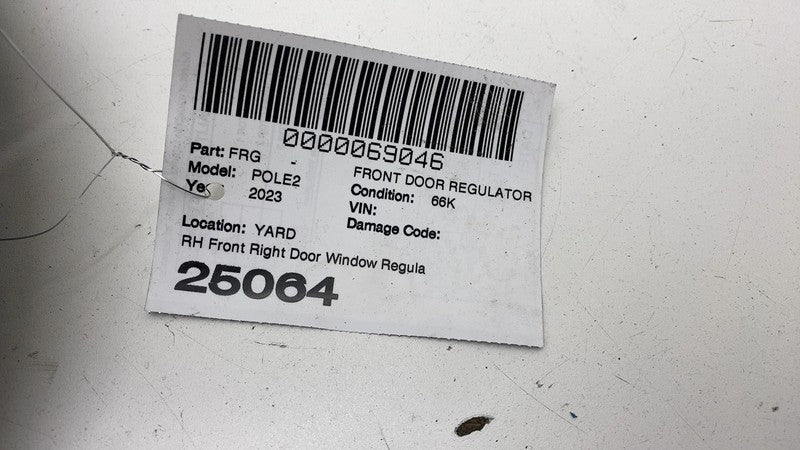 0000069046
Part: FRG FRONT DOOR REGULATOR
Model: POLE2 Condition: 66K
Ye 2023 VIN:
Damage Code:
Location: YARD
RH Front Right Door Window Regula
25064